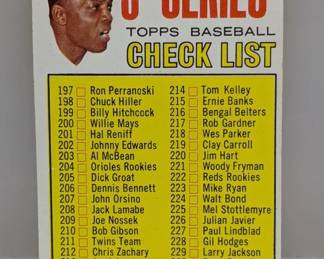 SERIES
TOPPS BASEBALL
CHECK LIST
197 Ron Perranoski
198 Chuck Hiller
199 Billy Hitchcock
200 Willie Mays
201 Hal Reniff
202 Johnny Edwards
203 Al McBean
204 Orioles Rookies
205 Dick Groat
206 Dennis Bennett
207 John Orsino
208 Jack Lamabe
209 Joe Nossek
210 Bob Gibson
211 Twins Team
212 Chris Zachary
214 Tom Kelley
215 Ernie Banks
216 Bengal Belters
217 Rob Gardner
218 Wes Parker
219 Clay Carroll
220 Jim Hart
221 Woody Fryman
222 Reds Rookies
223 Mike Ryan
224 Walt Bond
225 Mel Stottlemyre
226 Julian Javier
227 Paul Lindblad
228 Gil Hodges
229 Larry Jackson